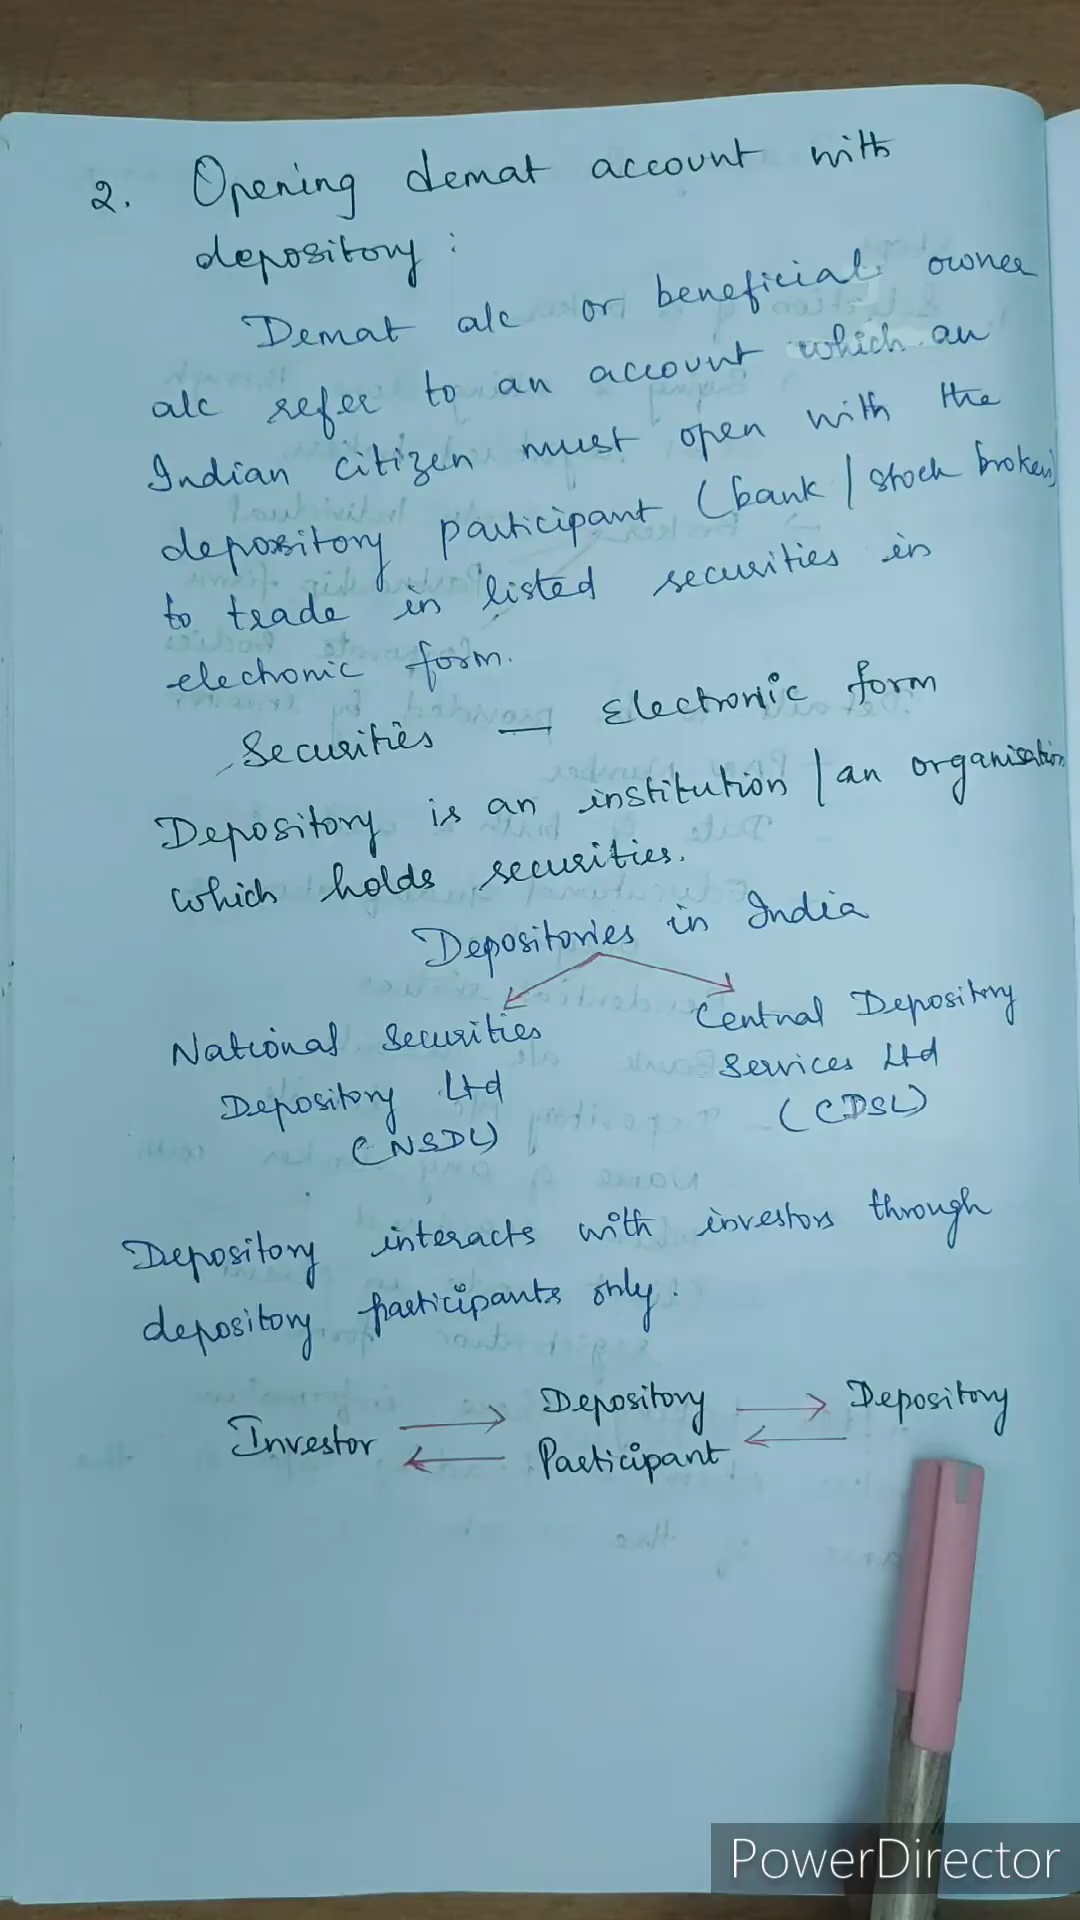 2. Opening demat account with
depository :
Demat a/c or beneficial owner
a/c refer to an account which an
Indian citizen must open with the
depository participant (bank / stock broker)
to trade in listed securities in
electronic form.
Securities — Electronic form
Depository is an institution / an organisation
which holds securities.
Depositories in India
National Securities
Depository Ltd
(NSDL)
Central Depository
Services Ltd
(CDSL)
Depository interacts with investors through
depository participants only.
Investor
Depository
Participant
Depository
PowerDirector